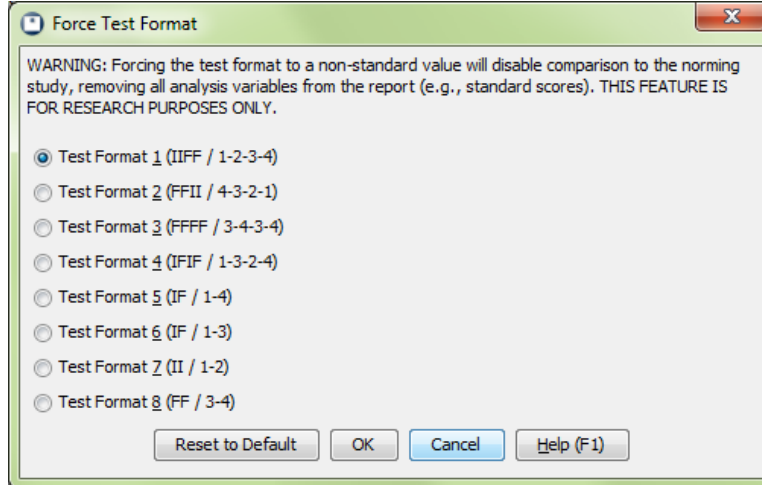 Force Test Format
WARNING: Forcing the test format to a non-standard value will disable comparison to the norming
study, removing all analysis variables from the report (e.g., standard scores). THIS FEATURE IS
FOR RESEARCH PURPOSES ONLY.
Test Format 1 (IIFF / 1-2-3-4)
Test Format 2 (FFII / 4-3-2-1)
Test Format 3 (FFFF / 3-4-3-4)
Test Format 4 (IFIF / 1-3-2-4)
Test Format 5 (IF / 1-4)
Test Format 6 (IF / 1-3)
Test Format 7 (II / 1-2)
Test Format 8 (FF / 3-4)
Reset to Default OK Cancel Help (F1)